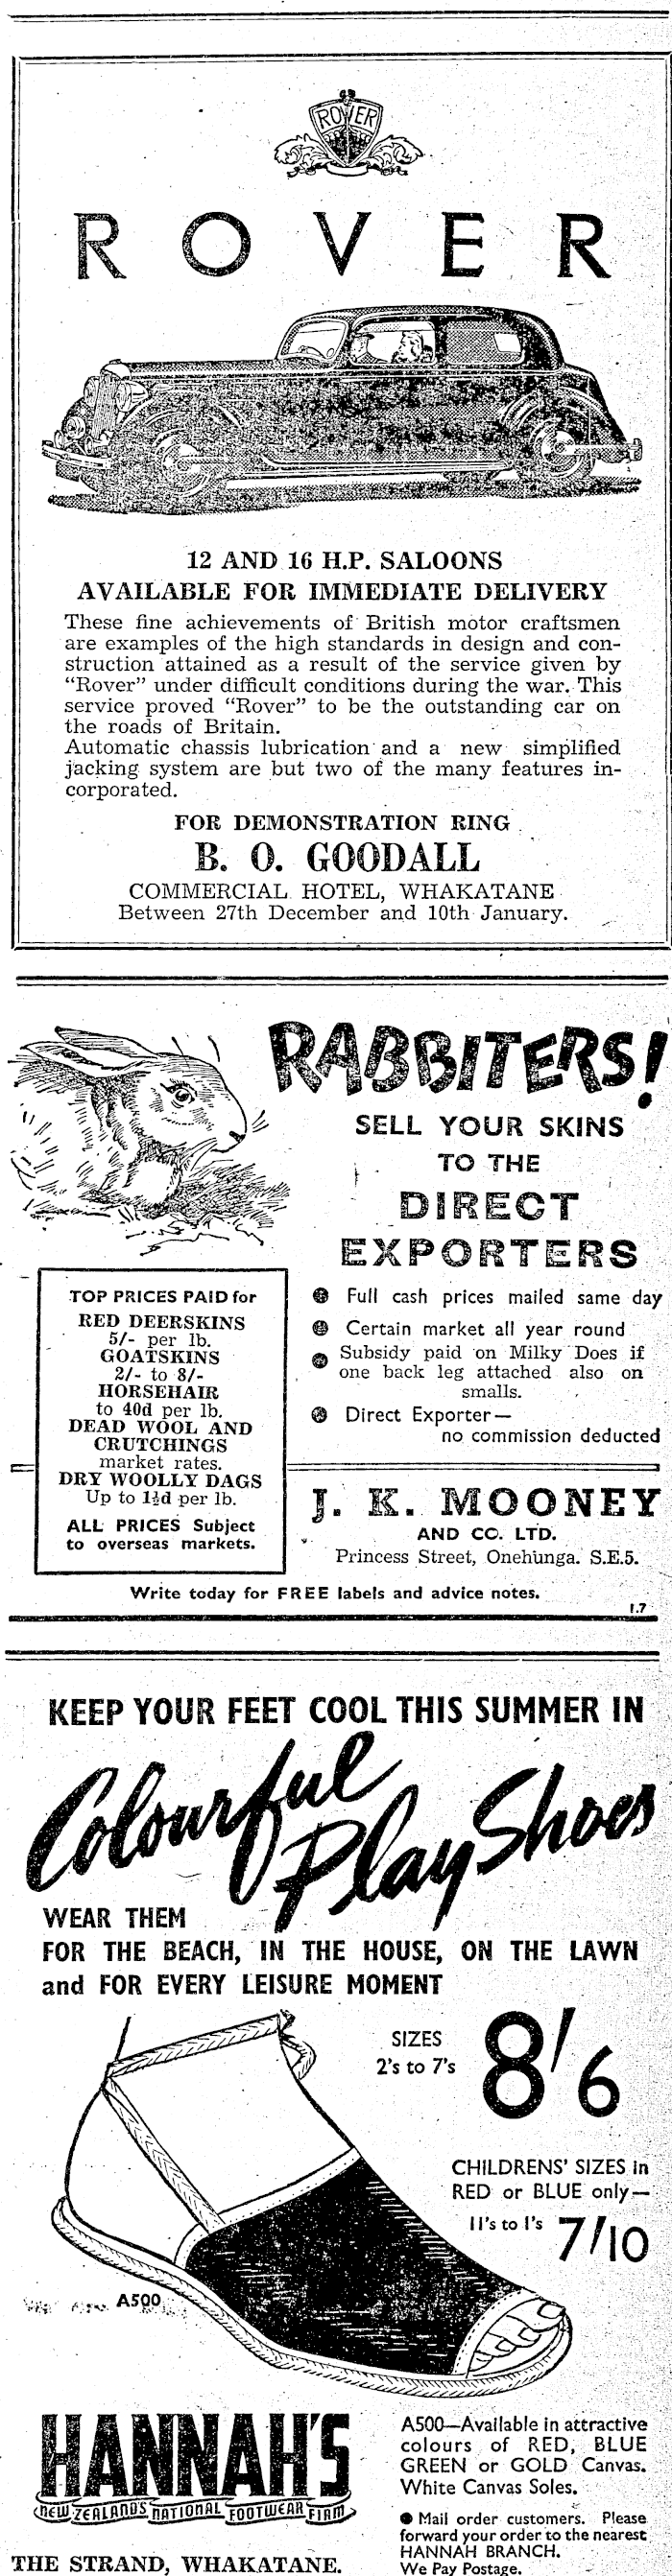 ROVER
ROVER
12 AND 16 H.P. SALOONS
AVAILABLE FOR IMMEDIATE DELIVERY
These fine achievements of British motor craftsmen
are examples of the high standards in design and con-
struction attained as a result of the service given by
“Rover” under difficult conditions during the war. This
service proved “Rover” to be the outstanding car on
the roads of Britain.
Automatic chassis lubrication and a new simplified
jacking system are but two of the many features in-
corporated.
FOR DEMONSTRATION RING
B. O. GOODALL
COMMERCIAL HOTEL, WHAKATANE
Between 27th December and 10th January.
RABBITERS!
SELL YOUR SKINS
TO THE
DIRECT
EXPORTERS
TOP PRICES PAID for
RED DEERSKINS
5/- per lb.
GOATSKINS
2/- to 8/-
HORSEHAIR
to 40d per lb.
DEAD WOOL AND
CRUTCHINGS
market rates.
DRY WOOLLY DAGS
Up to 1½d per lb.
ALL PRICES Subject
to overseas markets.
Full cash prices mailed same day
Certain market all year round
Subsidy paid on Milky Does if
one back leg attached also on
smalls.
Direct Exporter—
no commission deducted
J. K. MOONEY
AND CC. LTD.
Princess Street, Onehunga. S.E.5.
Write today for FREE labels and advice notes.
1.7
KEEP YOUR FEET COOL THIS SUMMER IN
Colourful
Play Shoes
WEAR THEM
FOR THE BEACH, IN THE HOUSE, ON THE LAWN
and FOR EVERY LEISURE MOMENT
SIZES
2's to 7's
8/6
CHILDRENS' SIZES in
RED or BLUE only—
11's to 1's
7/10
A500
HANNAH'S
NEW ZEALAND'S NATIONAL FOOTWEAR FIRM
THE STRAND, WHAKATANE.
A500—Available in attractive
colours of RED, BLUE
GREEN or GOLD Canvas.
White Canvas Soles.
● Mail order customers. Please
forward your order to the nearest
HANNAH BRANCH.
We Pay Postage.